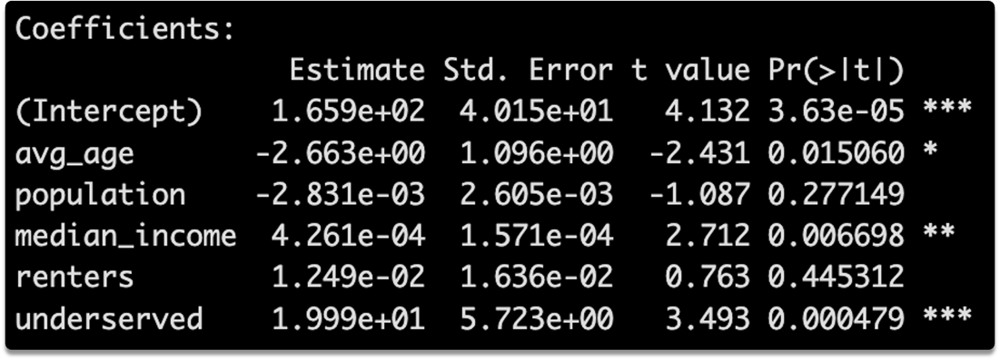 Coefficients:
Estimate Std. Error t value Pr(>|t|)
(Intercept) 1.659e+02 4.015e+01 4.132 3.63e-05 ***
avg_age -2.663e+00 1.096e+00 -2.431 0.015060 *
population -2.831e-03 2.605e-03 -1.087 0.277149
median_income 4.261e-04 1.571e-04 2.712 0.006698 **
renters 1.249e-02 1.636e-02 0.763 0.445312
underserved 1.999e+01 5.723e+00 3.493 0.000479 ***